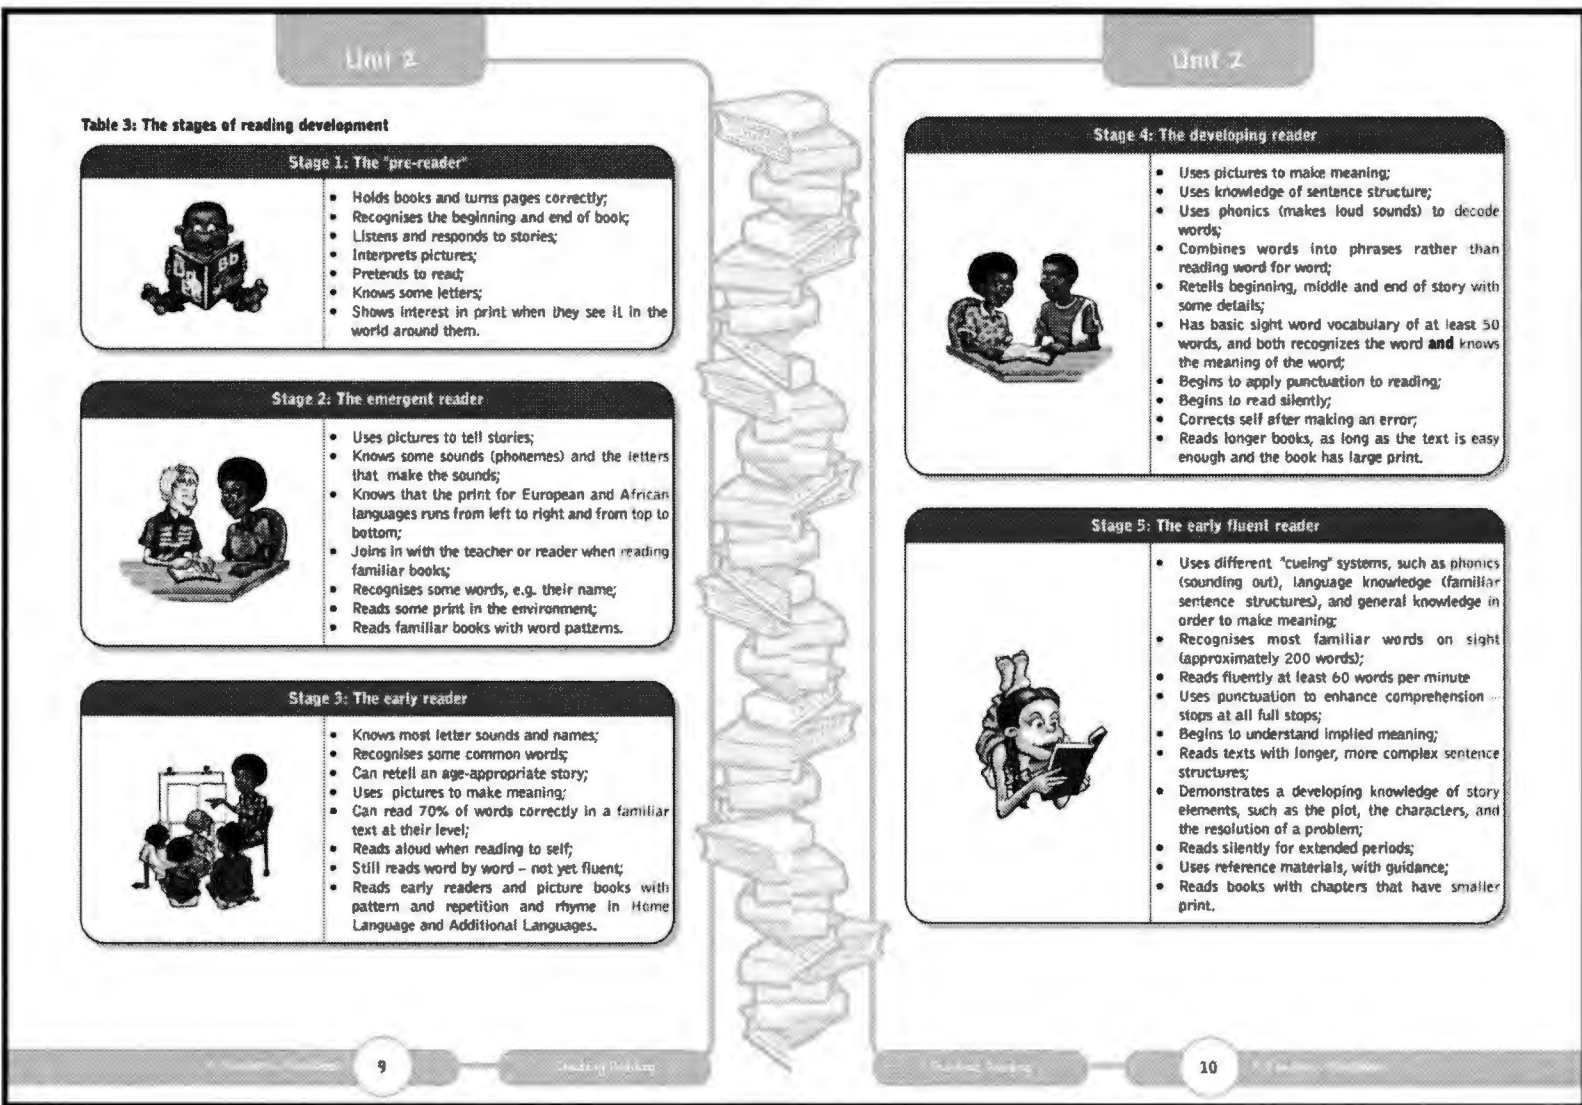 Unit 2
Table 3: The stages of reading development
Stage 1: The "pre-reader"
• Holds books and turns pages correctly;
• Recognises the beginning and end of book;
• Listens and responds to stories;
• Interprets pictures;
• Pretends to read;
• Knows some letters;
• Shows interest in print when they see it in the
world around them.
Stage 2: The emergent reader
• Uses pictures to tell stories;
• Knows some sounds (phonemes) and the letters
that make the sounds;
• Knows that the print for European and African
languages runs from left to right and from top to
bottom;
• Joins in with the teacher or reader when reading
familiar books;
• Recognises some words, e.g. their name;
• Reads some print in the environment;
• Reads familiar books with word patterns.
Stage 3: The early reader
• Knows most letter sounds and names;
• Recognises some common words;
• Can retell an age-appropriate story;
• Uses pictures to make meaning;
• Can read 70% of words correctly in a familiar
text at their level;
• Reads aloud when reading to self;
• Still reads word by word – not yet fluent;
• Reads early readers and picture books with
pattern and repetition and rhyme in Home
Language and Additional Languages.
9
Unit 2
Stage 4: The developing reader
• Uses pictures to make meaning;
• Uses knowledge of sentence structure;
• Uses phonics (makes loud sounds) to decode
words;
• Combines words into phrases rather than
reading word for word;
• Retells beginning, middle and end of story with
some details;
• Has basic sight word vocabulary of at least 50
words, and both recognizes the word and knows
the meaning of the word;
• Begins to apply punctuation to reading;
• Begins to read silently;
• Corrects self after making an error;
• Reads longer books, as long as the text is easy
enough and the book has large print.
Stage 5: The early fluent reader
• Uses different "cueing" systems, such as phonics
(sounding out), language knowledge (familiar
sentence structures), and general knowledge in
order to make meaning;
• Recognises most familiar words on sight
(approximately 200 words);
• Reads fluently at least 60 words per minute
• Uses punctuation to enhance comprehension –
stops at all full stops;
• Begins to understand implied meaning;
• Reads texts with longer, more complex sentence
structures;
• Demonstrates a developing knowledge of story
elements, such as the plot, the characters, and
the resolution of a problem;
• Reads silently for extended periods;
• Uses reference materials, with guidance;
• Reads books with chapters that have smaller
print.
10